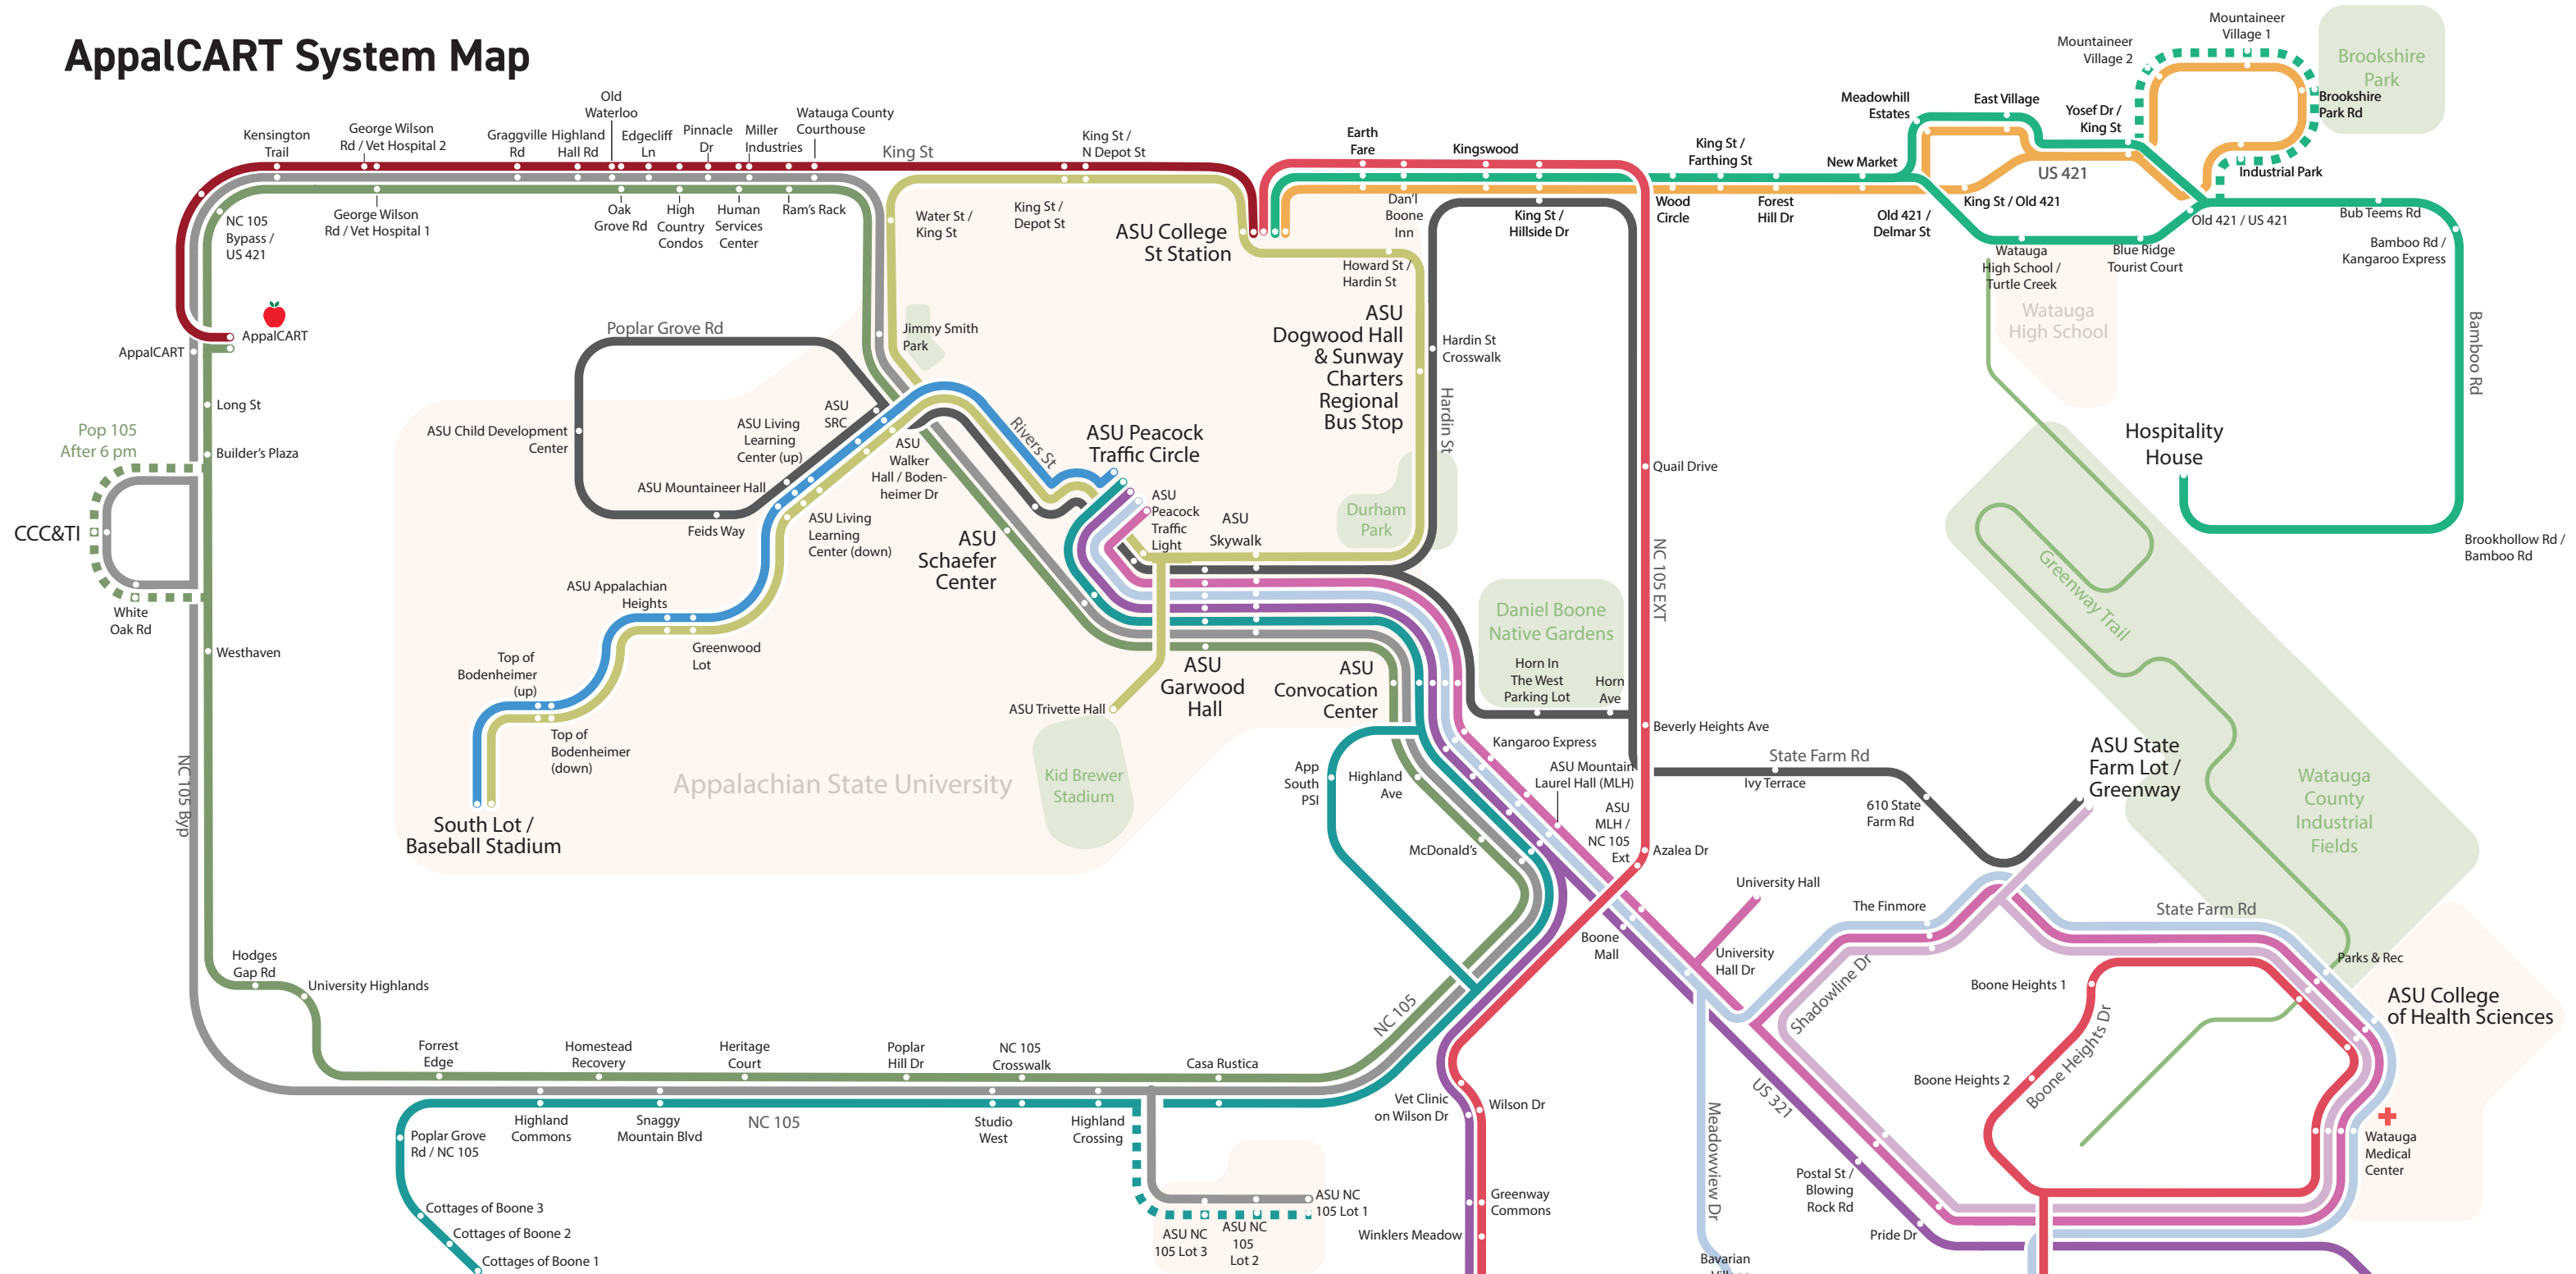 AppalCART System Map
Kensington
Trail
George Wilson
Rd / Vet Hospital 2
Graggville
Rd
Highland
Hall Rd
Old
Waterloo
Edgecliff
Ln
Pinnacle
Dr
Miller
Industries
Watauga County
Courthouse
King St
King St /
N Depot St
NC 105
Bypass /
US 421
George Wilson
Rd / Vet Hospital 1
Oak
Grove Rd
High
Country
Condos
Human
Services
Center
Ram's Rack
Water St /
King St
King St /
Depot St
ASU College
St Station
Earth
Fare
Kingswood
Dan'l
Boone
Inn
King St /
Hillside Dr
Howard St /
Hardin St
King St /
Farthing St
New Market
Wood
Circle
Forest
Hill Dr
Old 421 /
Delmar St
Meadowhill
Estates
East Village
Yosef Dr /
King St
US 421
King St / Old 421
Mountaineer
Village 2
Mountaineer
Village 1
Brookshire
Park
Brookshire
Park Rd
Industrial Park
Old 421 / US 421
Bub Teems Rd
Bamboo Rd /
Kangaroo Express
Watauga
High School /
Turtle Creek
Blue Ridge
Tourist Court
Watauga
High School
Bamboo Rd
Hospitality
House
Brookhollow Rd /
Bamboo Rd
Greenway Trail
Watauga
County
Industrial
Fields
AppalCART
AppalCART
Long St
Builder's Plaza
Pop 105
After 6 pm
CCC&TI
White
Oak Rd
Westhaven
NC 105 Byp
Hodges
Gap Rd
University Highlands
Poplar Grove Rd
Jimmy Smith
Park
ASU Child Development
Center
ASU
SRC
ASU Living
Learning
Center (up)
ASU Mountaineer Hall
Feids Way
ASU
Walker
Hall / Boden-
heimer Dr
ASU Living
Learning
Center (down)
ASU Appalachian
Heights
Greenwood
Lot
Top of
Bodenheimer
(up)
Top of
Bodenheimer
(down)
South Lot /
Baseball Stadium
Appalachian State University
Rivers St
ASU Peacock
Traffic Circle
ASU
Peacock
Traffic
Light
ASU
Skywalk
ASU
Schaefer
Center
ASU
Garwood
Hall
ASU Trivette Hall
Kid Brewer
Stadium
ASU
Dogwood Hall
& Sunway
Charters
Regional
Bus Stop
Hardin St
Crosswalk
Hardin St
Durham
Park
ASU
Convocation
Center
Daniel Boone
Native Gardens
Horn In
The West
Parking Lot
Horn
Ave
Quail Drive
NC 105 EXT
Beverly Heights Ave
Kangaroo Express
ASU Mountain
Laurel Hall (MLH)
ASU
MLH /
NC 105
Ext
Azalea Dr
App
South
PSI
Highland
Ave
McDonald's
State Farm Rd
Ivy Terrace
610 State
Farm Rd
ASU State
Farm Lot /
Greenway
University Hall
University
Hall Dr
Boone
Mall
The Finmore
State Farm Rd
Shadowline Dr
Parks & Rec
ASU College
of Health Sciences
Boone Heights 1
Boone Heights 2
Boone Heights Dr
Watauga
Medical
Center
US 321
Meadowview Dr
Postal St /
Blowing
Rock Rd
Pride Dr
Bavarian
Forrest
Edge
Homestead
Recovery
Heritage
Court
Poplar
Hill Dr
NC 105
Crosswalk
Casa Rustica
NC 105
Highland
Commons
Snaggy
Mountain Blvd
NC 105
Studio
West
Highland
Crossing
Poplar Grove
Rd / NC 105
Cottages of Boone 3
Cottages of Boone 2
Cottages of Boone 1
ASU NC
105 Lot 1
ASU NC
105 Lot 3
ASU NC
105
Lot 2
Vet Clinic
on Wilson Dr
Wilson Dr
Greenway
Commons
Winklers Meadow